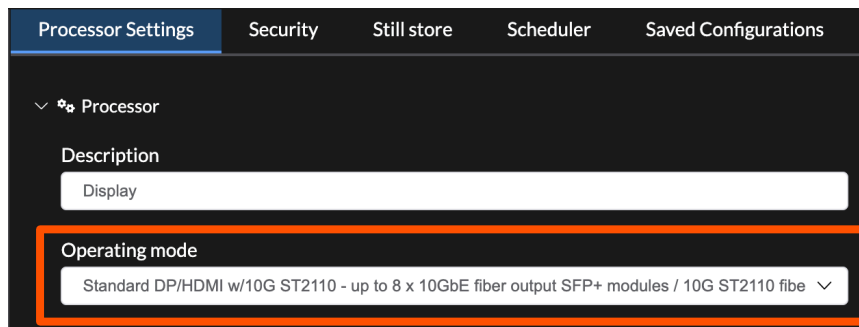 Processor Settings Security Still store Scheduler Saved Configurations
Processor
Description
Display
Operating mode
Standard DP/HDMI w/10G ST2110 - up to 8 x 10GbE fiber output SFP+ modules / 10G ST2110 fibe